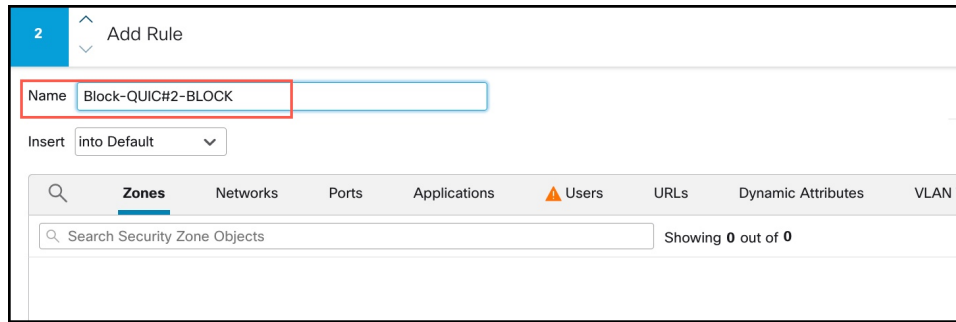 2 Add Rule
Name Block-QUIC#2-BLOCK
Insert into Default
Zones Networks Ports Applications Users URLs Dynamic Attributes VLAN
Search Security Zone Objects Showing 0 out of 0